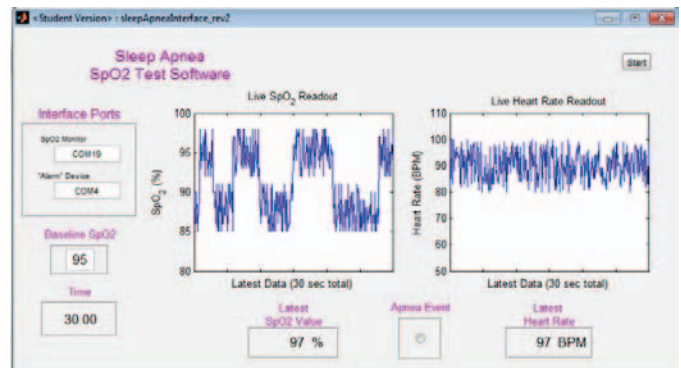 <Student Version> : sleepApneaInterface_rev2
Sleep Apnea
SpO2 Test Software
Start
Interface Ports
SpO2 Monitor
COM19
"Alarm" Device
COM4
Baseline SpO2
95
Time
30.00
Live SpO2 Readout
100
95
90
85
80
SpO2 (%)
Latest Data (30 sec total)
Live Heart Rate Readout
110
100
90
80
70
60
50
Heart Rate (BPM)
Latest Data (30 sec total)
Latest
SpO2 Value
97 %
Apnea Event
Latest
Heart Rate
97 BPM